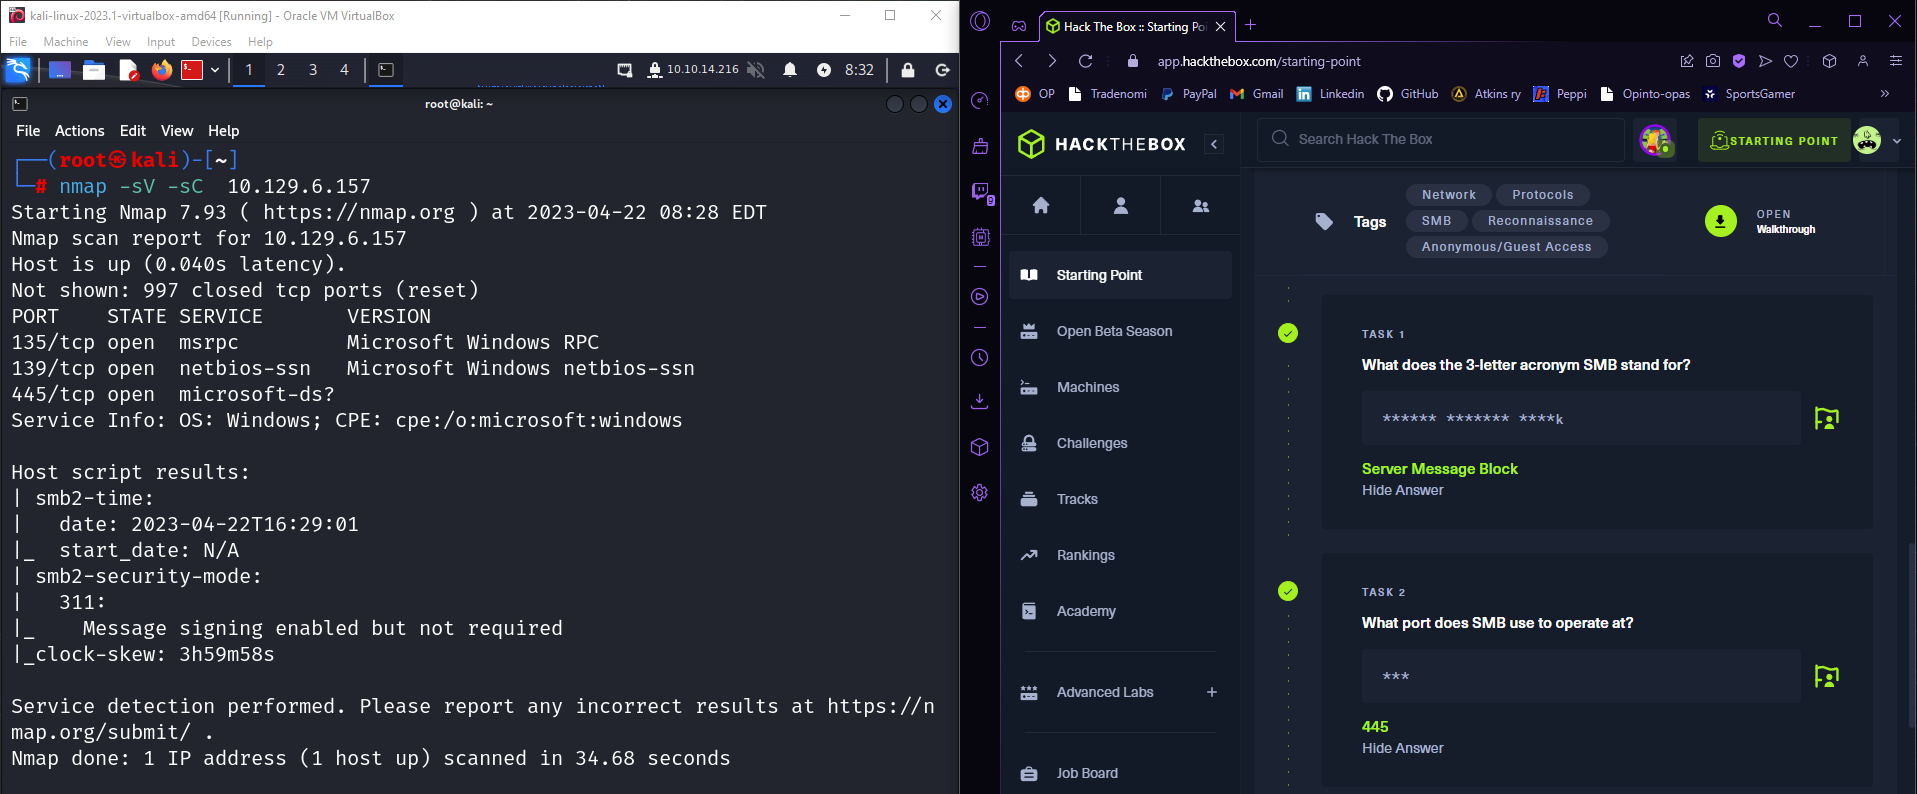 kali-linux-2023.1-virtualbox-amd64 [Running] - Oracle VM VirtualBox
File Machine View Input Devices Help
1 2 3 4 10.10.14.216 8:32
root@kali: ~
File Actions Edit View Help
(root㉿kali)-[~]
# nmap -sV -sC  10.129.6.157
Starting Nmap 7.93 ( https://nmap.org ) at 2023-04-22 08:28 EDT
Nmap scan report for 10.129.6.157
Host is up (0.040s latency).
Not shown: 997 closed tcp ports (reset)
PORT    STATE SERVICE       VERSION
135/tcp open  msrpc         Microsoft Windows RPC
139/tcp open  netbios-ssn   Microsoft Windows netbios-ssn
445/tcp open  microsoft-ds?
Service Info: OS: Windows; CPE: cpe:/o:microsoft:windows
Host script results:
| smb2-time:
|   date: 2023-04-22T16:29:01
|_  start_date: N/A
| smb2-security-mode:
|   311:
|_    Message signing enabled but not required
|_clock-skew: 3h59m58s
Service detection performed. Please report any incorrect results at https://n
map.org/submit/ .
Nmap done: 1 IP address (1 host up) scanned in 34.68 seconds
Hack The Box :: Starting Po
app.hackthebox.com/starting-point
OP Tradenomi PayPal Gmail Linkedin GitHub Atkins ry Peppi Opinto-opas SportsGamer »
9
HACKTHEBOX
Search Hack The Box
STARTING POINT
Starting Point
Open Beta Season
Machines
Challenges
Tracks
Rankings
Academy
Advanced Labs +
Job Board
Tags
Network Protocols
SMB Reconnaissance
Anonymous/Guest Access
OPEN
Walkthrough
TASK 1
What does the 3-letter acronym SMB stand for?
****** ******* ****k
Server Message Block
Hide Answer
TASK 2
What port does SMB use to operate at?
***
445
Hide Answer